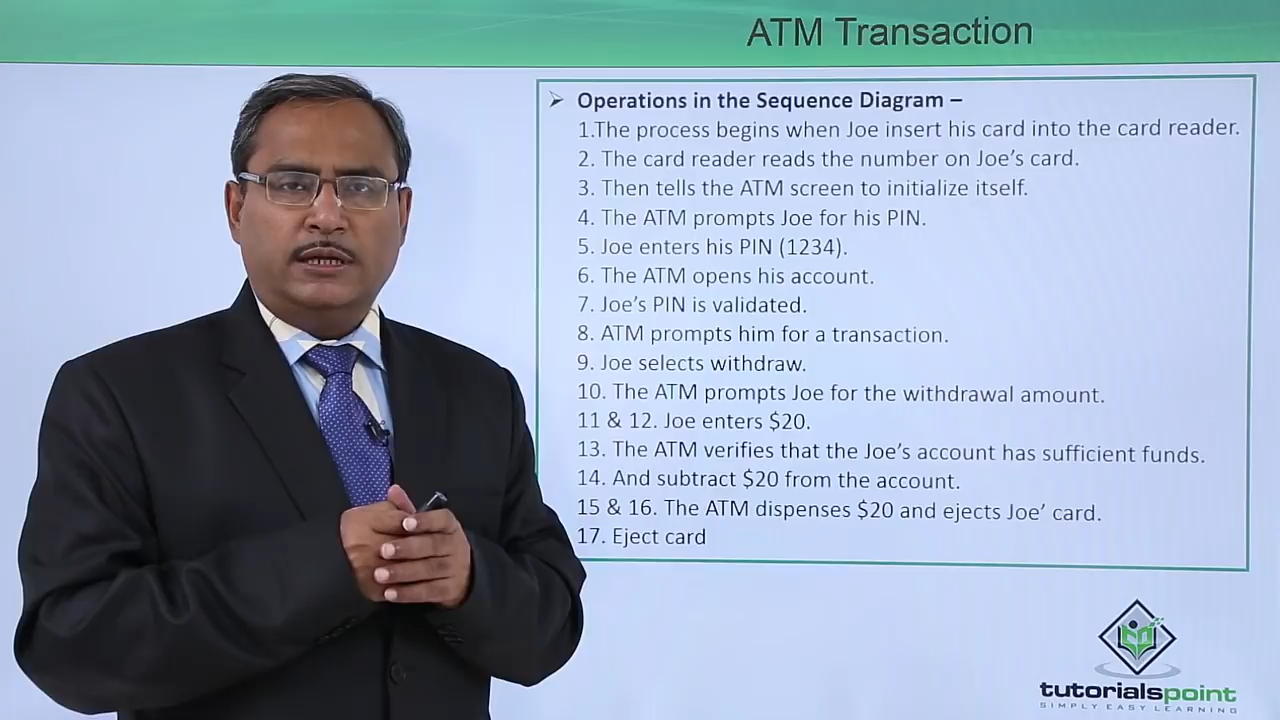 ATM Transaction
➢ Operations in the Sequence Diagram –
1.The process begins when Joe insert his card into the card reader.
2. The card reader reads the number on Joe’s card.
3. Then tells the ATM screen to initialize itself.
4. The ATM prompts Joe for his PIN.
5. Joe enters his PIN (1234).
6. The ATM opens his account.
7. Joe’s PIN is validated.
8. ATM prompts him for a transaction.
9. Joe selects withdraw.
10. The ATM prompts Joe for the withdrawal amount.
11 & 12. Joe enters $20.
13. The ATM verifies that the Joe’s account has sufficient funds.
14. And subtract $20 from the account.
15 & 16. The ATM dispenses $20 and ejects Joe’ card.
17. Eject card
tutorialspoint
SIMPLY EASY LEARNING